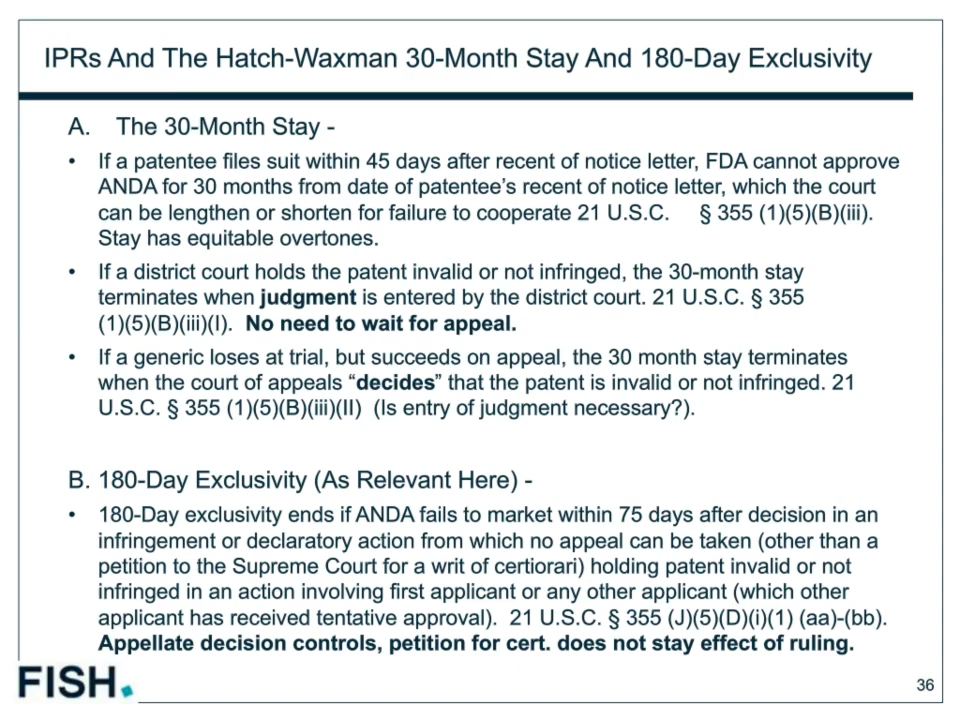 IPRs And The Hatch-Waxman 30-Month Stay And 180-Day Exclusivity
A. The 30-Month Stay -
• If a patentee files suit within 45 days after recent of notice letter, FDA cannot approve
ANDA for 30 months from date of patentee's recent of notice letter, which the court
can be lengthen or shorten for failure to cooperate 21 U.S.C. § 355 (1)(5)(B)(iii).
Stay has equitable overtones.
• If a district court holds the patent invalid or not infringed, the 30-month stay
terminates when judgment is entered by the district court. 21 U.S.C. § 355
(1)(5)(B)(iii)(I). No need to wait for appeal.
• If a generic loses at trial, but succeeds on appeal, the 30 month stay terminates
when the court of appeals “decides” that the patent is invalid or not infringed. 21
U.S.C. § 355 (1)(5)(B)(iii)(II) (Is entry of judgment necessary?).
B. 180-Day Exclusivity (As Relevant Here) -
• 180-Day exclusivity ends if ANDA fails to market within 75 days after decision in an
infringement or declaratory action from which no appeal can be taken (other than a
petition to the Supreme Court for a writ of certiorari) holding patent invalid or not
infringed in an action involving first applicant or any other applicant (which other
applicant has received tentative approval). 21 U.S.C. § 355 (J)(5)(D)(i)(1) (aa)-(bb).
Appellate decision controls, petition for cert. does not stay effect of ruling.
FISH.
36